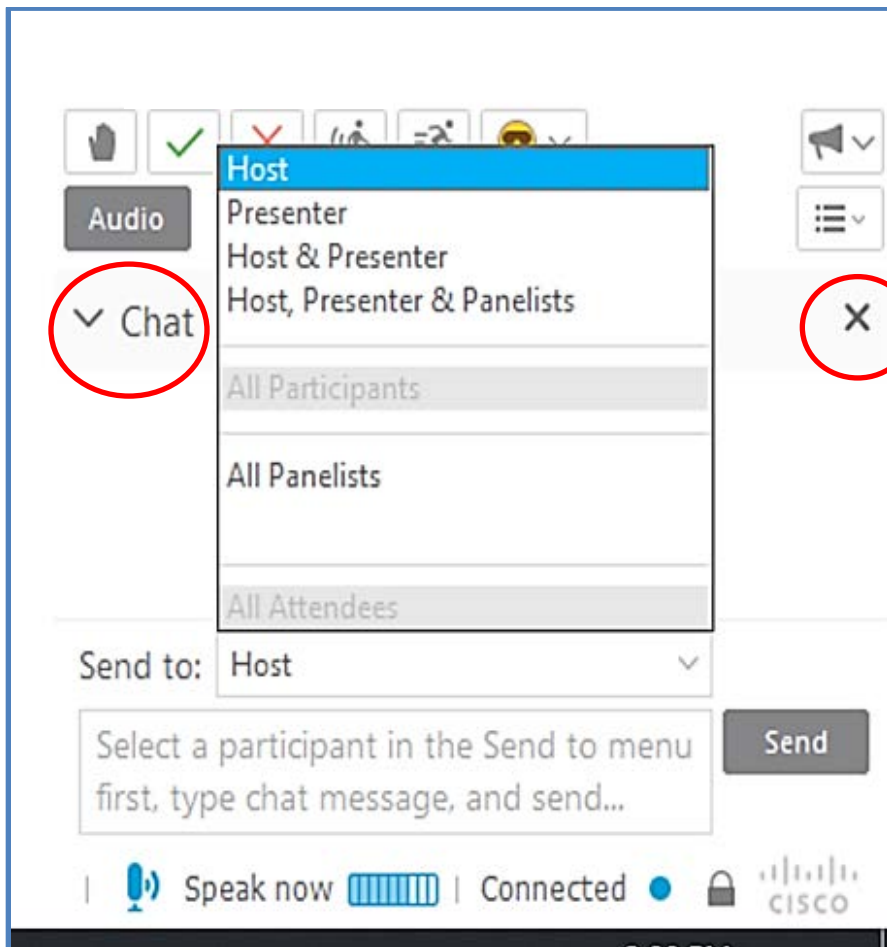 Host
Audio
Presenter
Host & Presenter
Chat
Host, Presenter & Panelists
All Participants
All Panelists
All Attendees
Send to: Host
Select a participant in the Send to menu
first, type chat message, and send...
Send
Speak now | Connected
CISCO